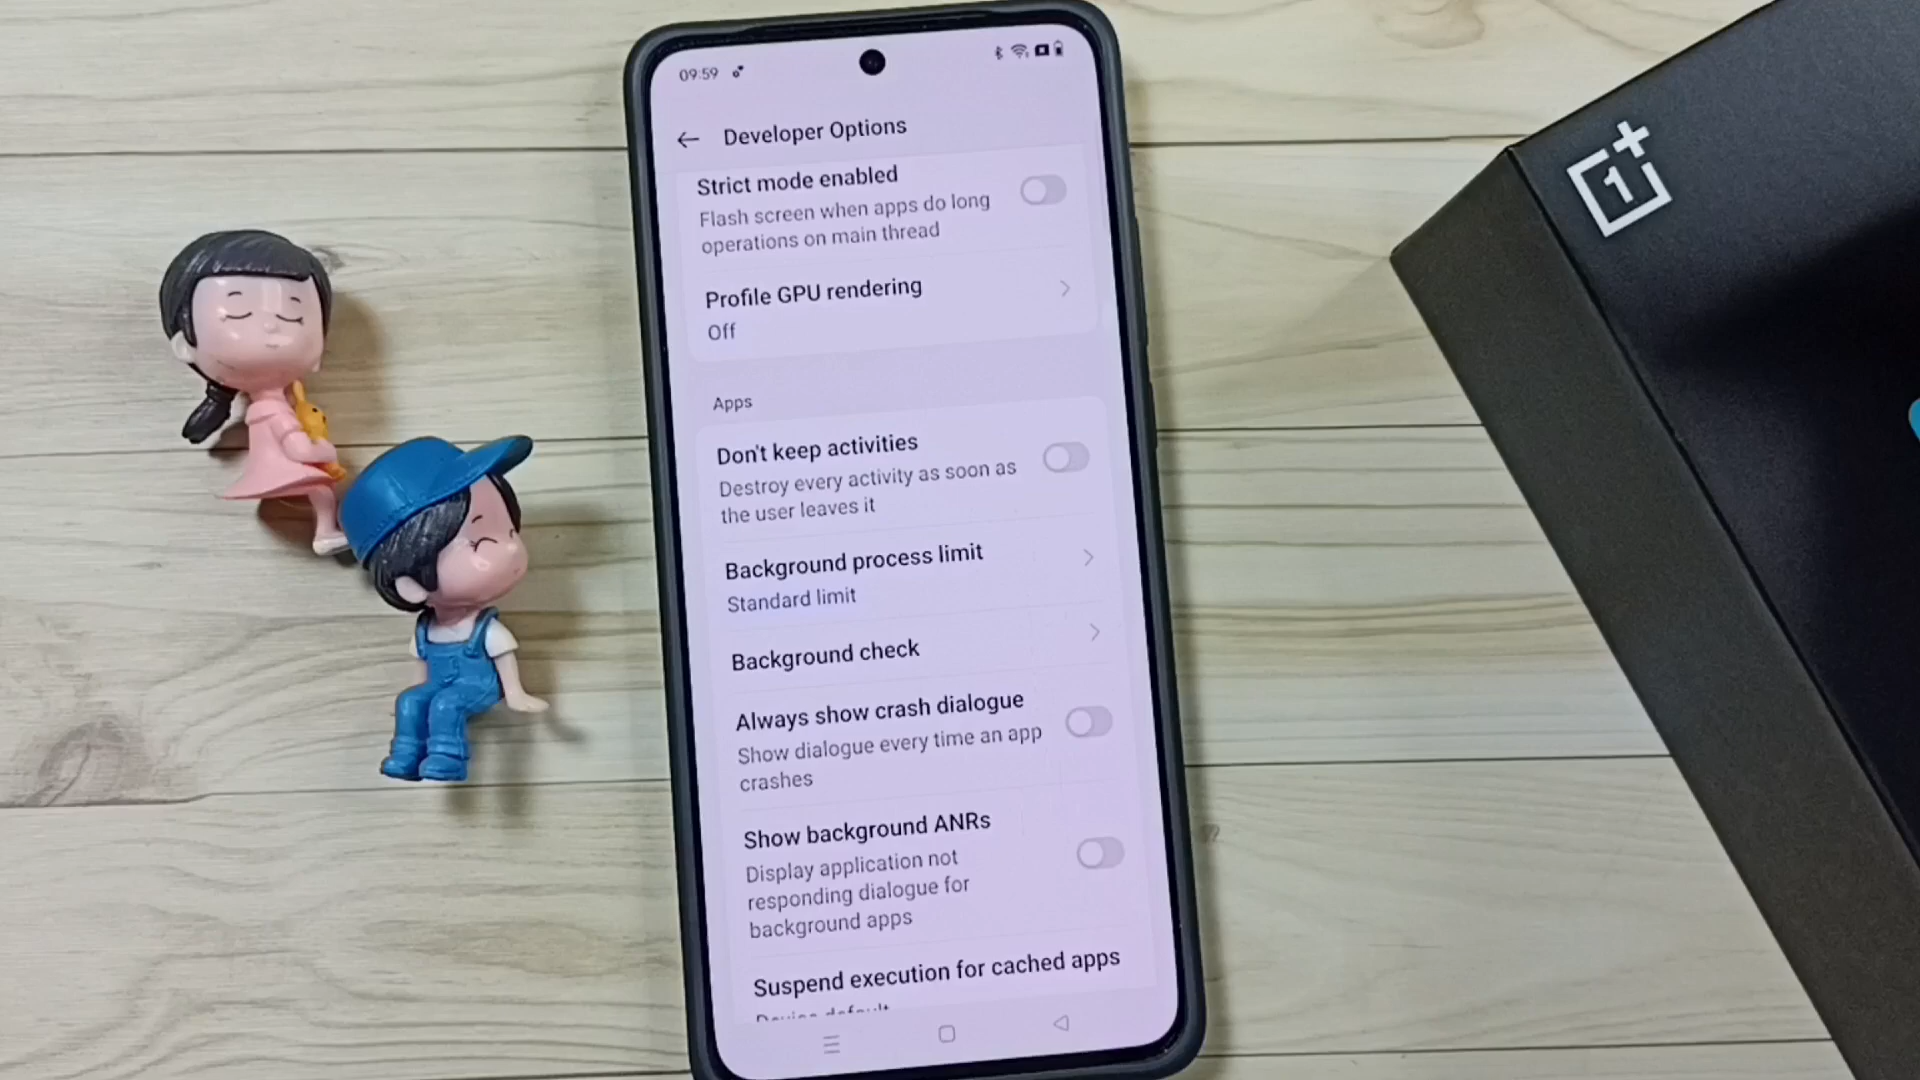 09:59
Developer Options
Strict mode enabled
Flash screen when apps do long
operations on main thread
Profile GPU rendering
Off
Apps
Don't keep activities
Destroy every activity as soon as
the user leaves it
Background process limit
Standard limit
Background check
Always show crash dialogue
Show dialogue every time an app
crashes
Show background ANRs
Display application not
responding dialogue for
background apps
Suspend execution for cached apps
Device default
1+